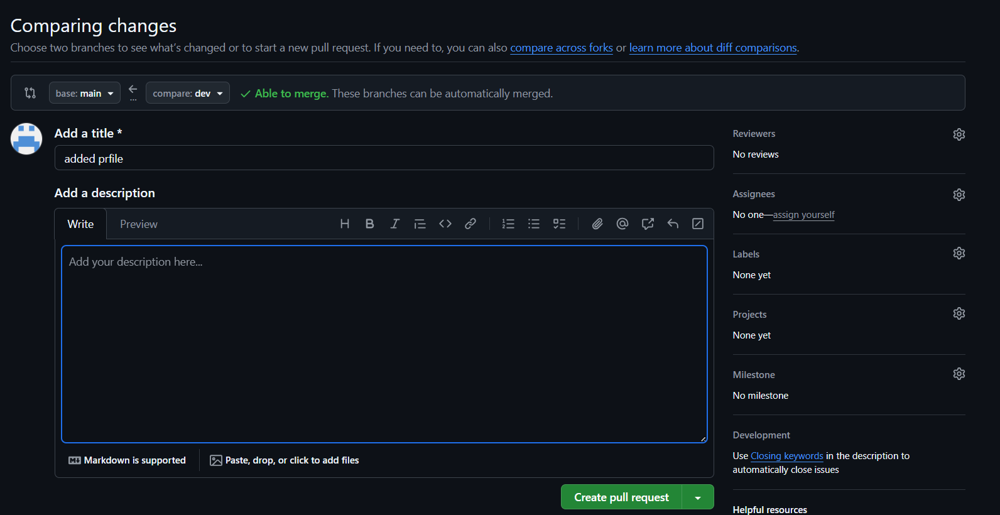 Comparing changes
Choose two branches to see what's changed or to start a new pull request. If you need to, you can also compare across forks or learn more about diff comparisons.
base: main
...
compare: dev
Able to merge. These branches can be automatically merged.
Add a title *
added prfile
Add a description
Write
Preview
H B I
Add your description here...
Markdown is supported
Paste, drop, or click to add files
Create pull request
Reviewers
No reviews
Assignees
No one—assign yourself
Labels
None yet
Projects
None yet
Milestone
No milestone
Development
Use Closing keywords in the description to
automatically close issues
Helpful resources